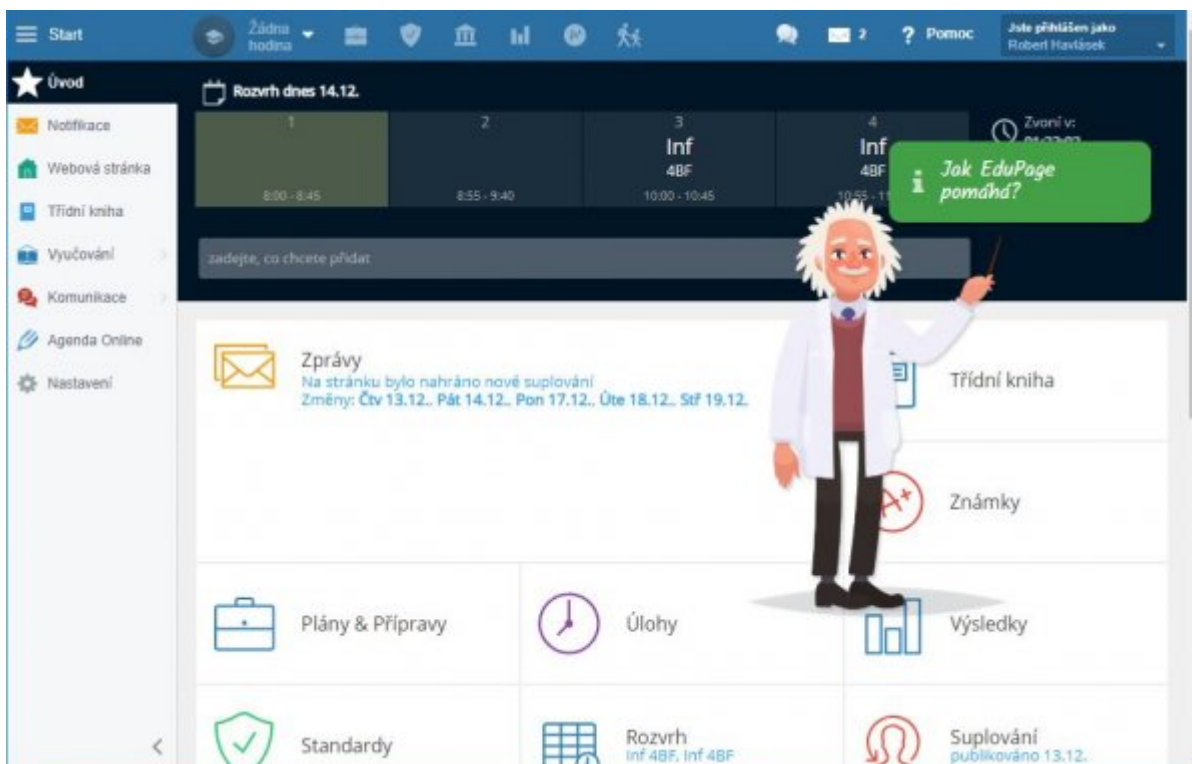 Start
Žádná
hodina
2
? Pomoc
Jste přihlášen jako
Robert Havlásek
Úvod
Notifikace
Webová stránka
Třídní kniha
Vyučování
Komunikace
Agenda Online
Nastavení
Rozvrh dnes 14.12.
1
8:00 - 8:45
2
8:55 - 9:40
3
Inf
4BF
10:00 - 10:45
4
Inf
4BF
10:55 - 11
Zvoní v:
i Jak EduPage
pomáhá?
zadejte, co chcete přidat
Zprávy
Na stránku bylo nahráno nové suplování
Změny: Čtv 13.12., Pát 14.12., Pon 17.12., Úte 18.12., Stř 19.12.
Třídní kniha
A+
Známky
Plány & Přípravy
Úlohy
Výsledky
Standardy
Rozvrh
Inf 4BF, Inf 4BF
Suplování
publikováno 13.12.